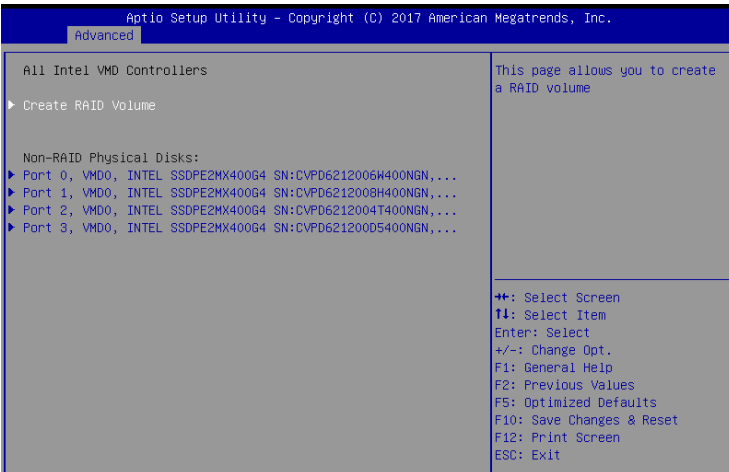 Aptio Setup Utility – Copyright (C) 2017 American Megatrends, Inc.
Advanced
All Intel VMD Controllers
Create RAID Volume
Non-RAID Physical Disks:
Port 0, VMD0, INTEL SSDPE2MX400G4 SN:CVPD6212006W400NGN,...
Port 1, VMD0, INTEL SSDPE2MX400G4 SN:CVPD6212008H400NGN,...
Port 2, VMD0, INTEL SSDPE2MX400G4 SN:CVPD6212004T400NGN,...
Port 3, VMD0, INTEL SSDPE2MX400G4 SN:CVPD621200D5400NGN,...
This page allows you to create
a RAID volume
→←: Select Screen
↑↓: Select Item
Enter: Select
+/-: Change Opt.
F1: General Help
F2: Previous Values
F5: Optimized Defaults
F10: Save Changes & Reset
F12: Print Screen
ESC: Exit